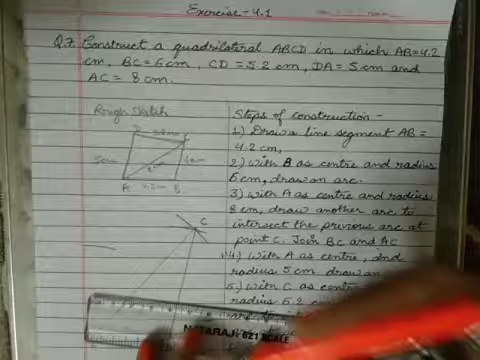 Exercise - 4.1
Q.7 Construct a quadrilateral ABCD in which AB = 4.2
cm, BC = 6 cm, CD = 5.2 cm, DA = 5 cm and
AC = 8 cm.
Rough sketch
D
C
5cm
A
B
Steps of construction -
1) Draw a line segment AB =
4.2 cm,
2) with B as centre and radius
6 cm, draw an arc.
3) with A as centre and radius
8 cm, draw another arc to
intersect the previous arc at
point C. Join BC and AC
4) With A as centre, and
radius 5 cm draw an
5) with C as cent
radius 5.2
C
NATARAJ 621 SCALE